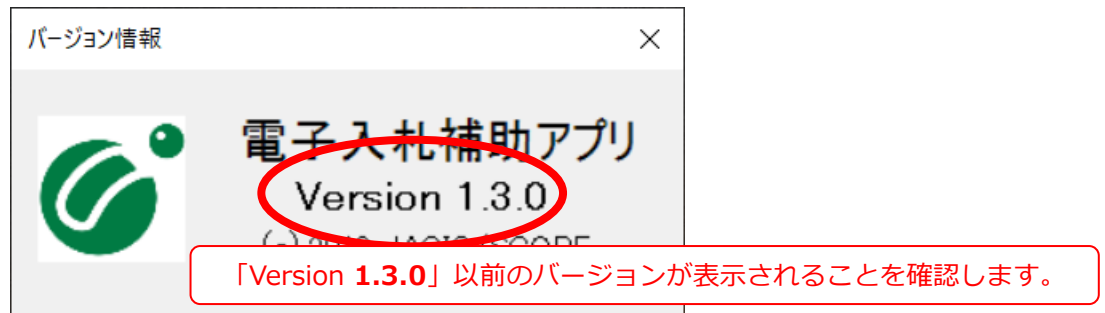 バージョン情報
電子入札補助アプリ
Version 1.3.0
「Version 1.3.0」以前のバージョンが表示されることを確認します。